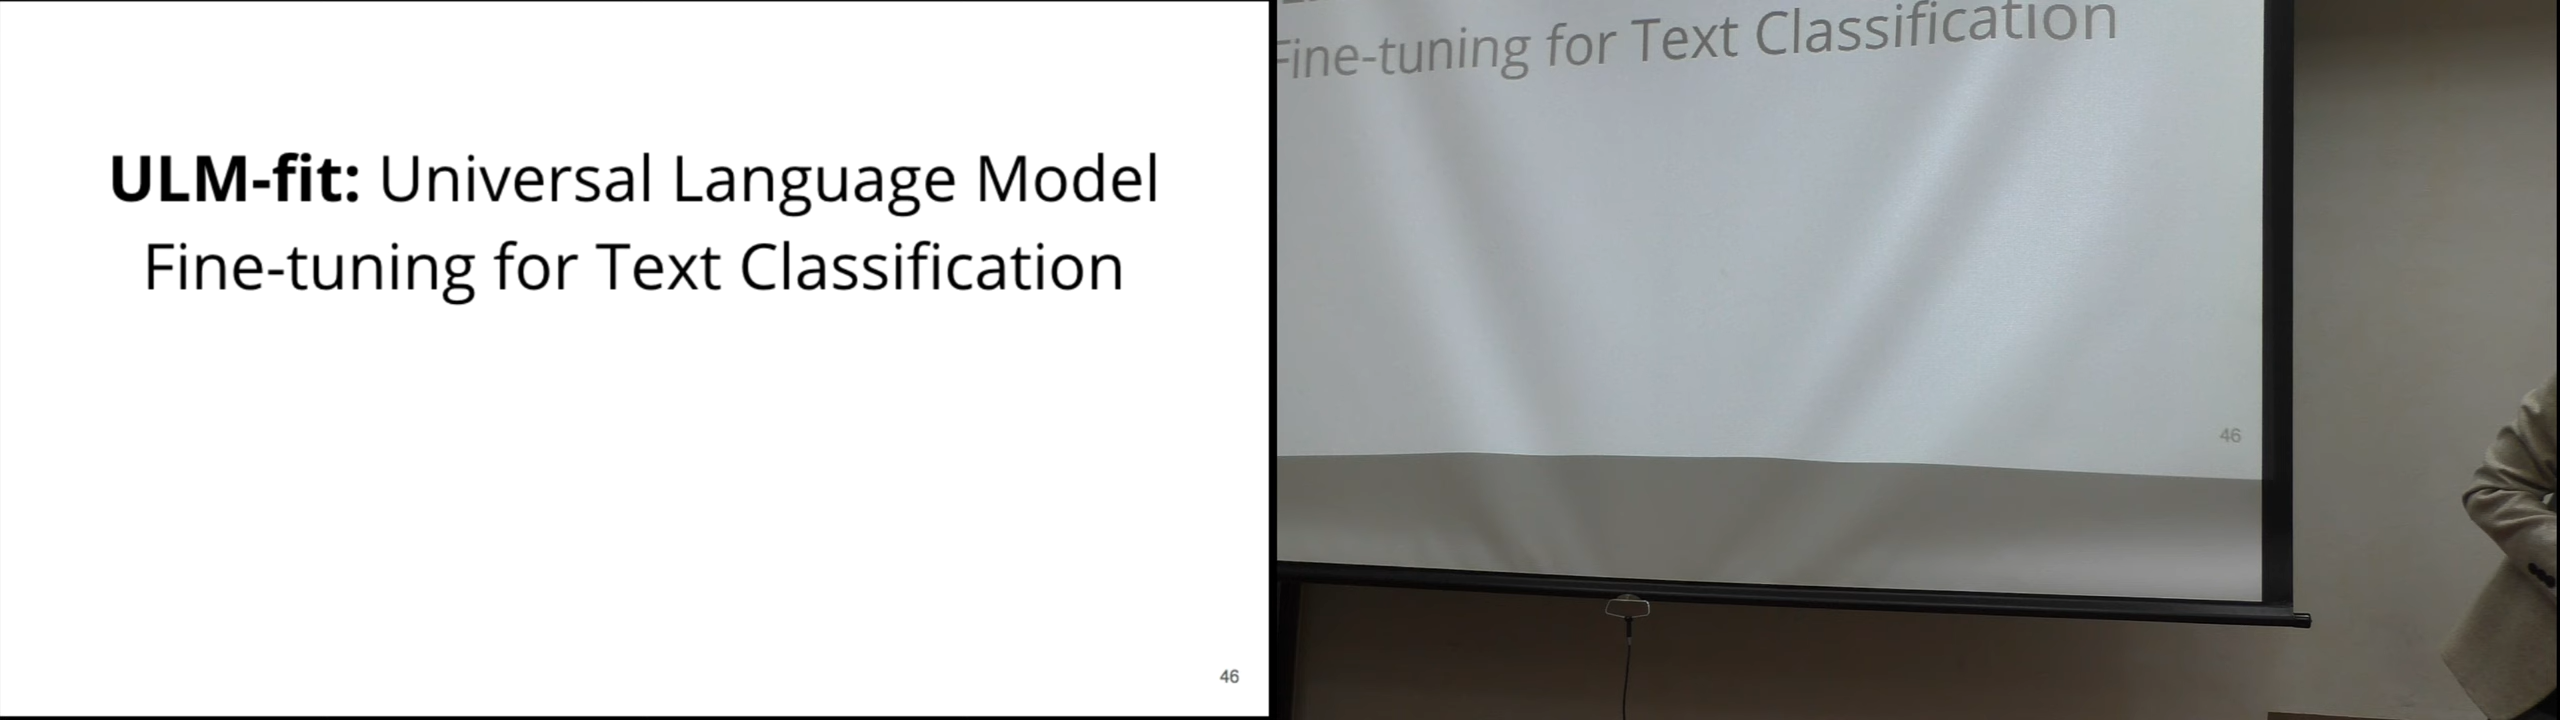 ULM-fit: Universal Language Model
Fine-tuning for Text Classification
46
Fine-tuning for Text Classification
46